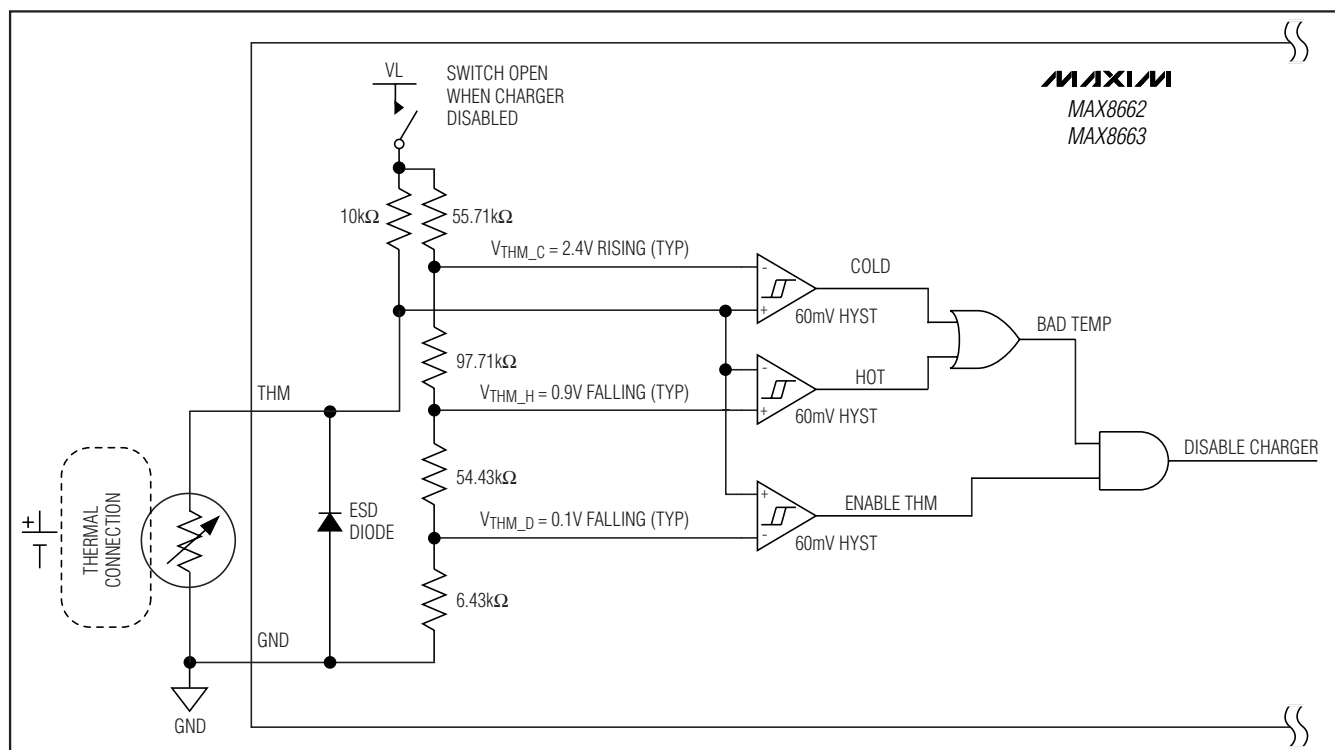 VL
SWITCH OPEN
WHEN CHARGER
DISABLED
MAXIM
MAX8662
MAX8663
10kΩ
55.71kΩ
VTHM_C = 2.4V RISING (TYP)
-
+
COLD
60mV HYST
BAD TEMP
97.71kΩ
THM
VTHM_H = 0.9V FALLING (TYP)
-
+
HOT
60mV HYST
DISABLE CHARGER
54.43kΩ
+
THERMAL
CONNECTION
ESD
DIODE
VTHM_D = 0.1V FALLING (TYP)
+
-
ENABLE THM
60mV HYST
6.43kΩ
GND
GND